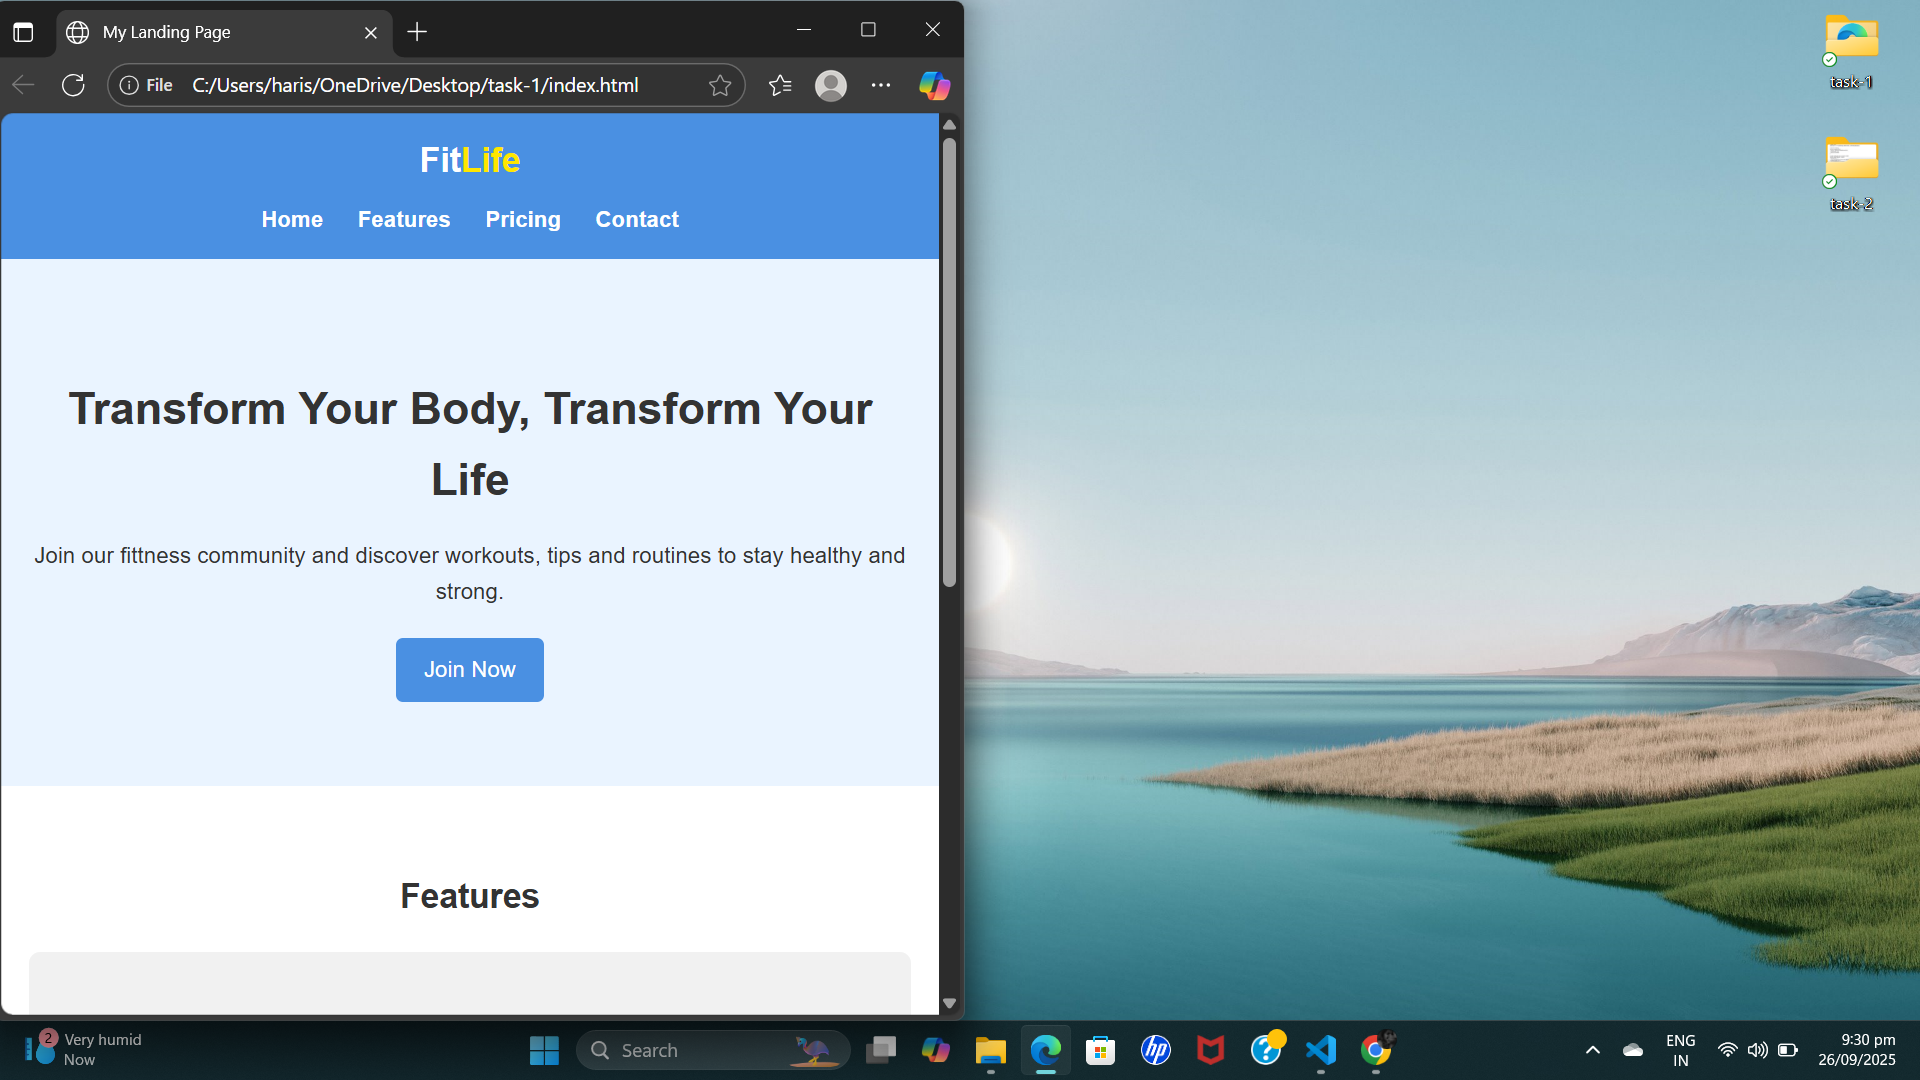 My Landing Page
File C:/Users/haris/OneDrive/Desktop/task-1/index.html
FitLife
Home Features Pricing Contact
Transform Your Body, Transform Your
Life
Join our fittness community and discover workouts, tips and routines to stay healthy and
strong.
Join Now
Features
task-1
task-2
2
Very humid
Now
Search
hp
ENG
IN
9:30 pm
26/09/2025